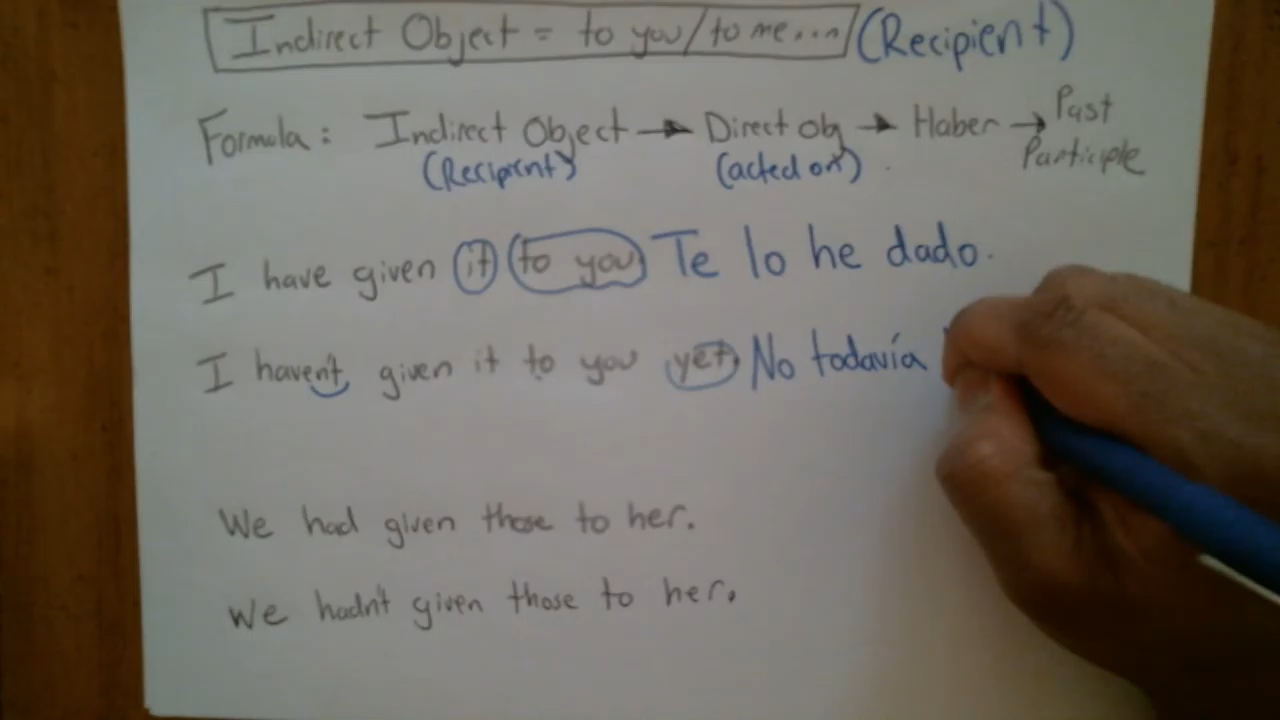 Indirect Object = to you/to me... (Recipient)
Formula: Indirect Object → Direct ob → Haber → Past Participle
(Recipient) (acted on)
I have given it to you Te lo he dado.
I havent given it to you yet. No todavía
We had given those to her.
We hadn't given those to her.